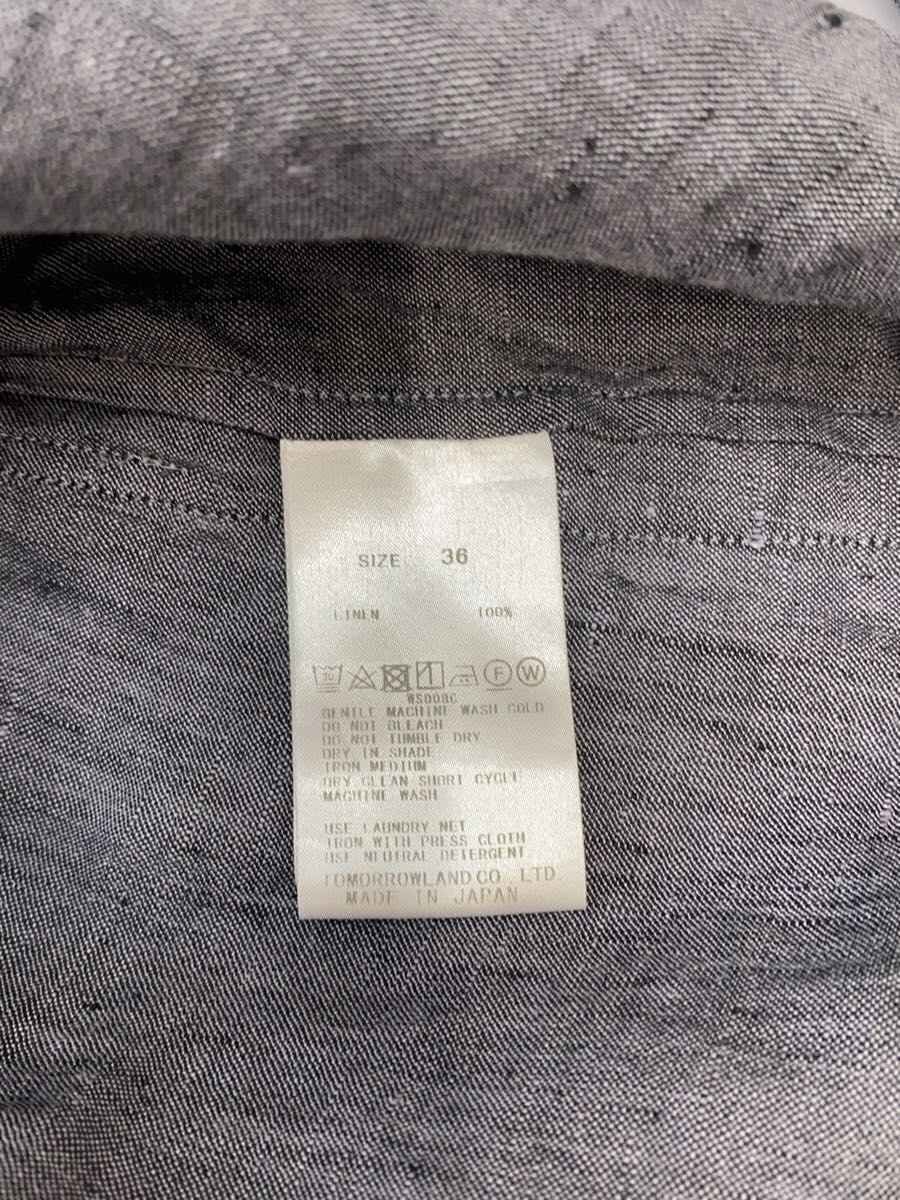 SIZE 36
LINEN 100%
30
F W
WS008C
GENTLE MACHINE WASH COLD
DO NOT BLEACH
DO NOT TUMBLE DRY
DRY IN SHADE
IRON MEDIUM
DRY CLEAN SHORT CYCLE
MACHINE WASH
USE LAUNDRY NET
IRON WITH PRESS CLOTH
USE NEUTRAL DETERGENT
TOMORROWLAND CO., LTD.
MADE IN JAPAN